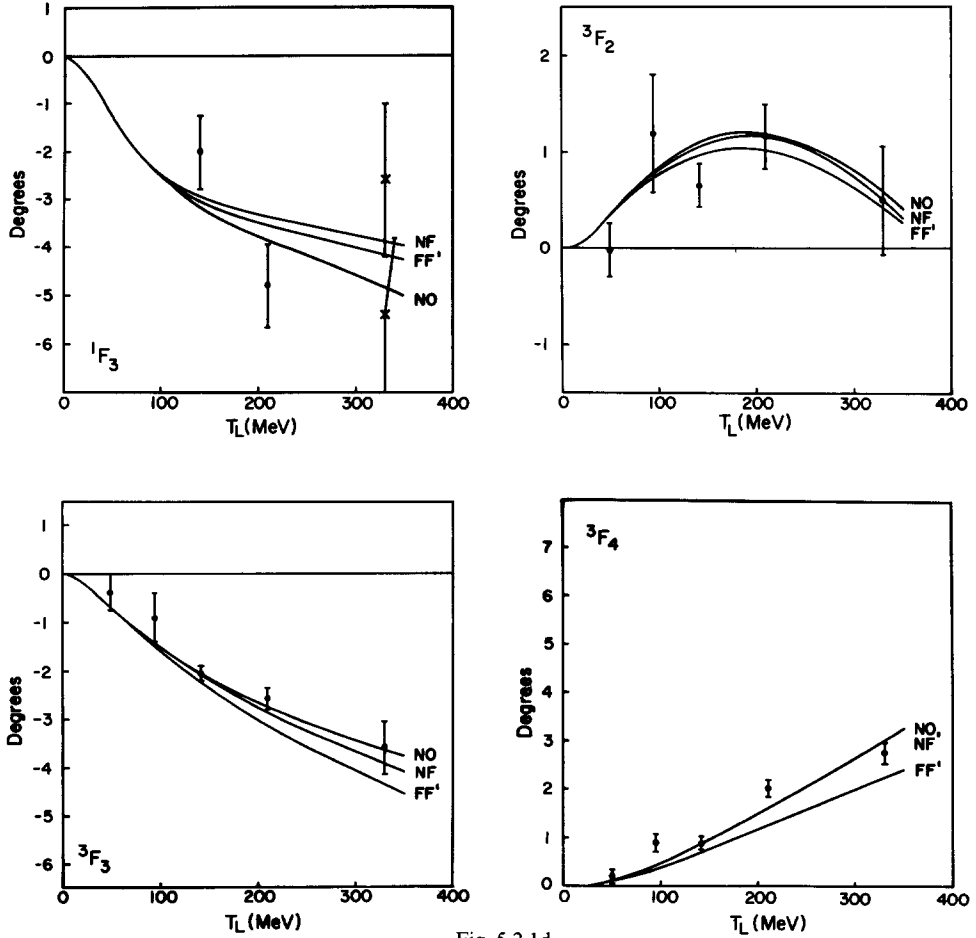 1
0
-1
-2
-3
-4
-5
-6
Degrees
NF
FF'
NO
¹F₃
0 100 200 300 400
T_L (MeV)
2
1
0
-1
Degrees
³F₂
NO
NF
FF'
0 100 200 300 400
T_L (MeV)
1
0
-1
-2
-3
-4
-5
-6
Degrees
NO
NF
FF'
³F₃
0 100 200 300 400
T_L (MeV)
7
6
5
4
3
2
1
0
Degrees
³F₄
NO,
NF
FF'
0 100 200 300 400
T_L (MeV)